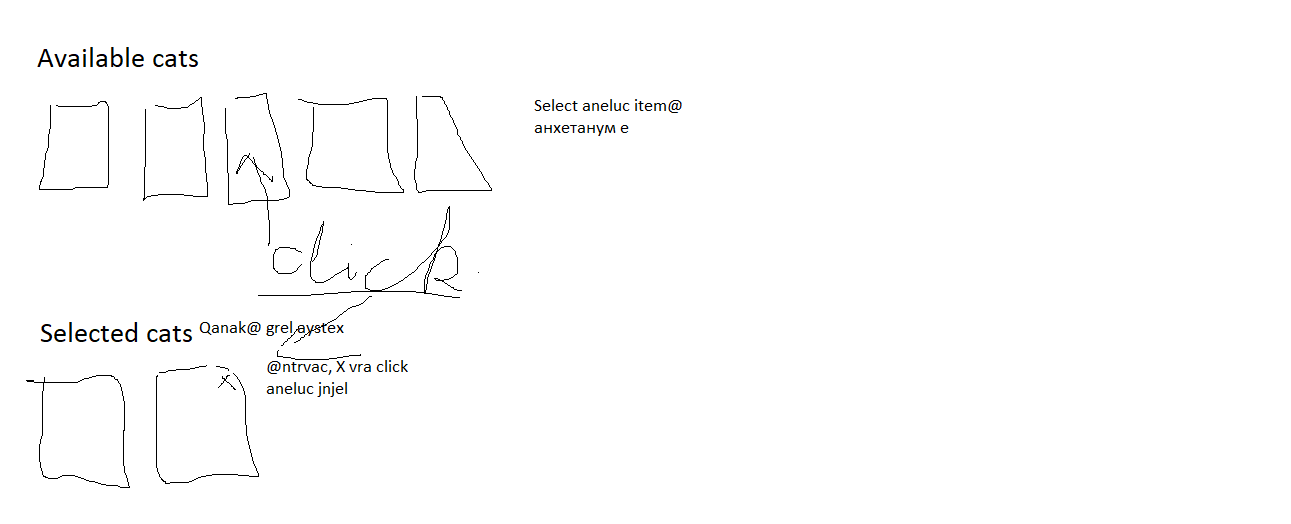 Available cats
Select aneluc item@
анхетанум е
click
Selected cats Qanak@ grel aystex
@ntrvac, X vra click
aneluc jnjel
x